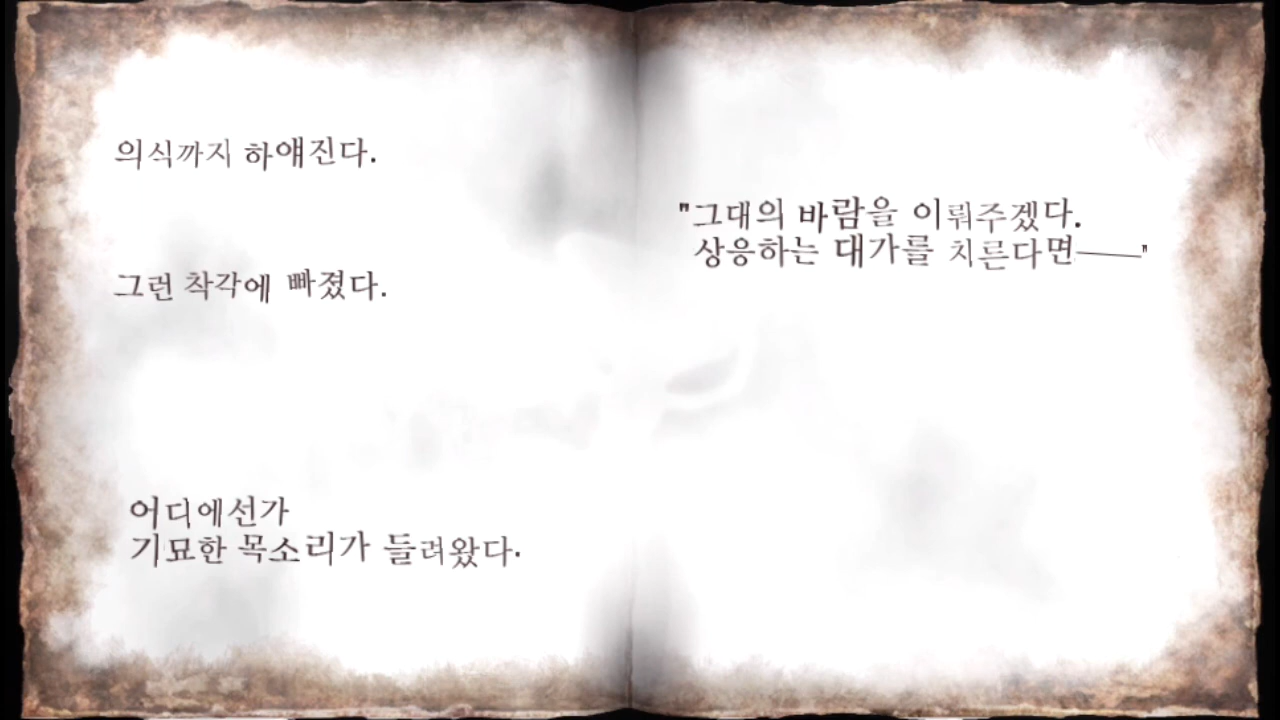 의식까지 하얘진다.
그런 착각에 빠졌다.
어디에선가
기묘한 목소리가 들려왔다.
"그대의 바람을 이뤄주겠다.
상응하는 대가를 치른다면――"